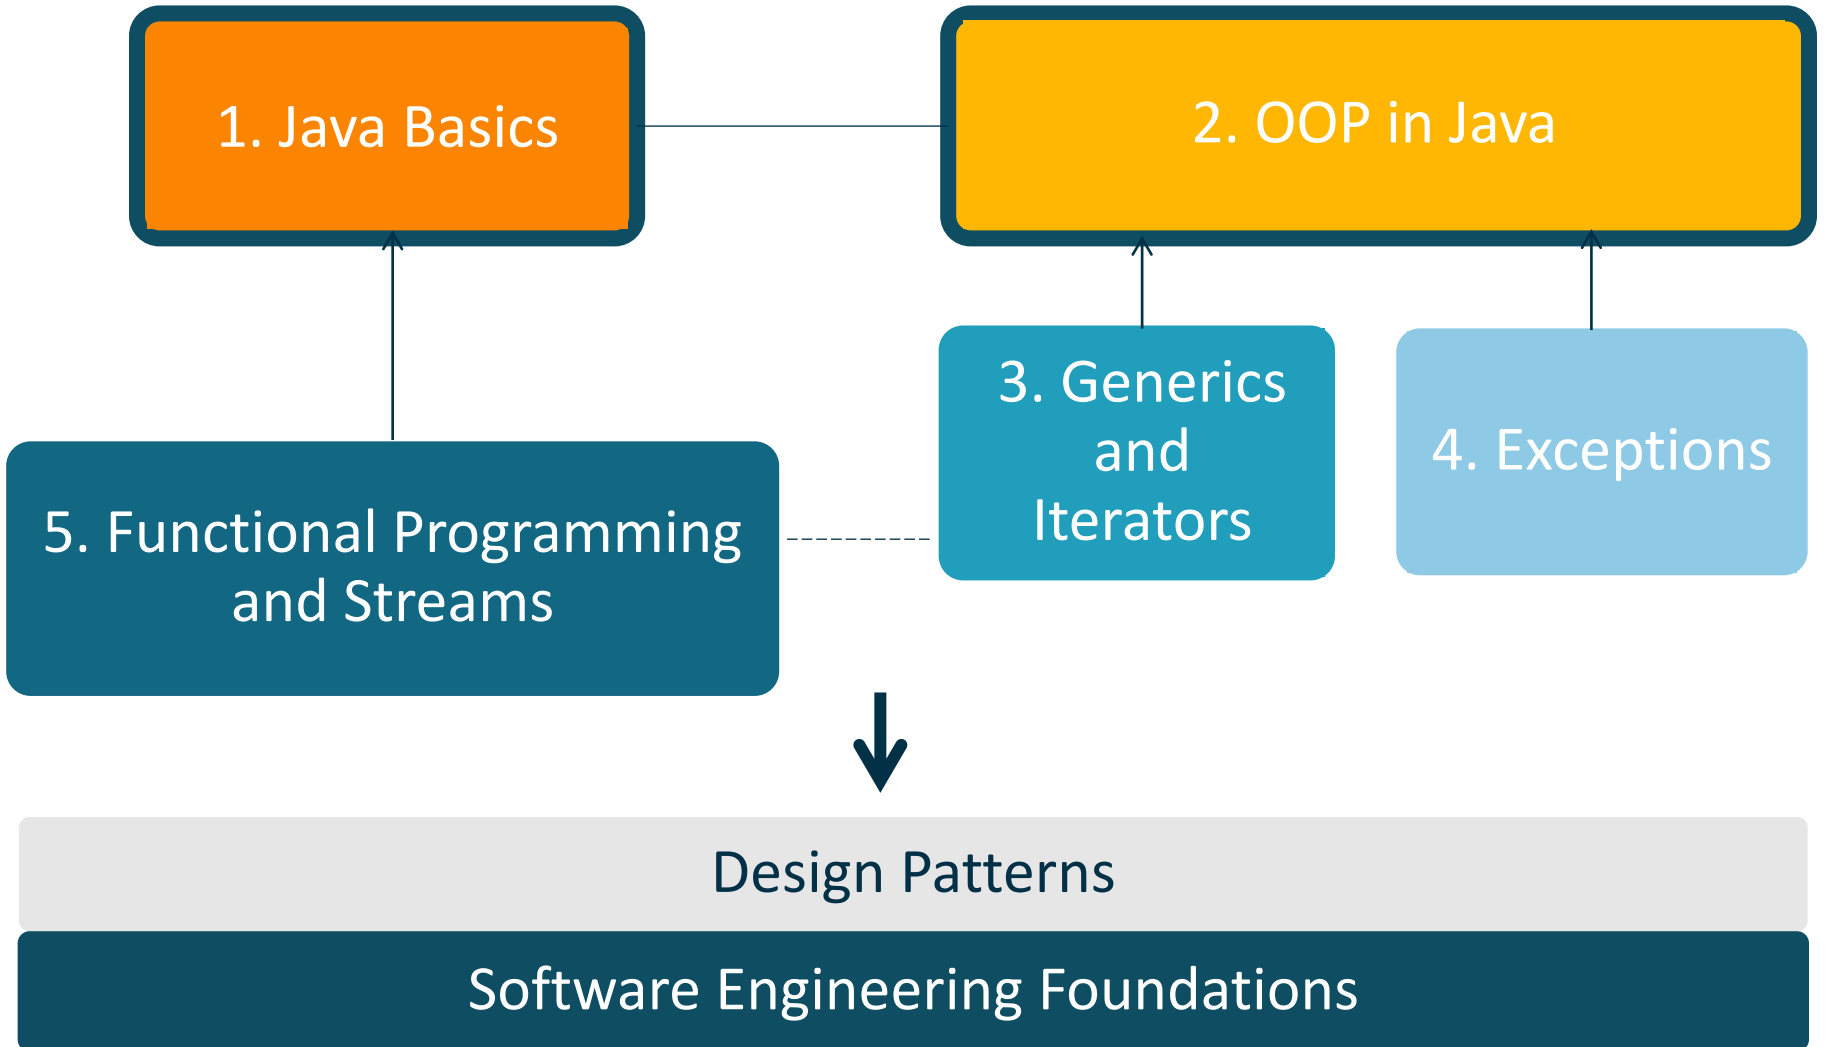 1. Java Basics
2. OOP in Java
3. Generics
and
Iterators
4. Exceptions
5. Functional Programming
and Streams
Design Patterns
Software Engineering Foundations